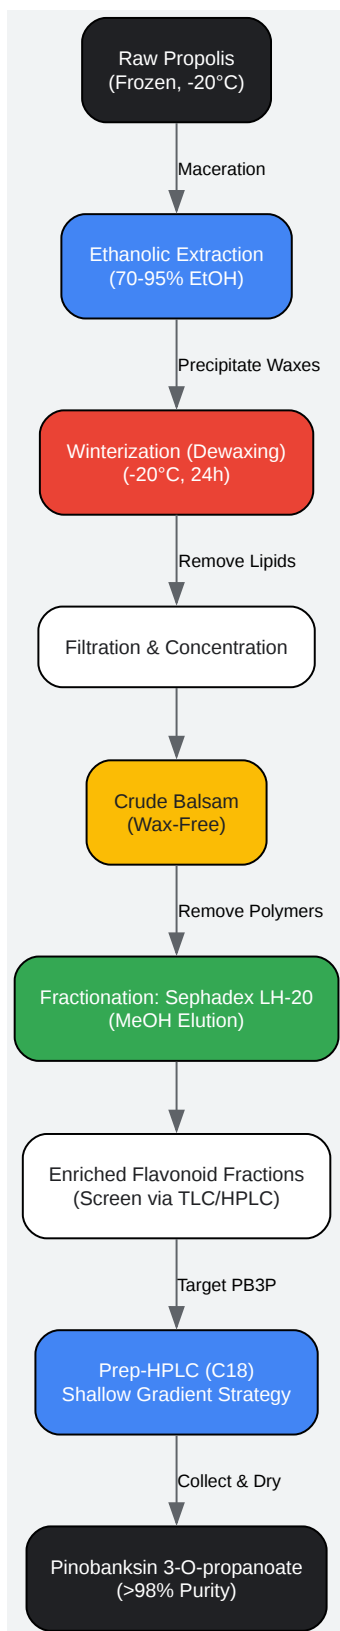 Raw Propolis
(Frozen, -20°C)
Maceration
Ethanolic Extraction
(70-95% EtOH)
Precipitate Waxes
Winterization (Dewaxing)
(-20°C, 24h)
Remove Lipids
Filtration & Concentration
Crude Balsam
(Wax-Free)
Remove Polymers
Fractionation: Sephadex LH-20
(MeOH Elution)
Enriched Flavonoid Fractions
(Screen via TLC/HPLC)
Target PB3P
Prep-HPLC (C18)
Shallow Gradient Strategy
Collect & Dry
Pinobanksin 3-O-propanoate
(>98% Purity)